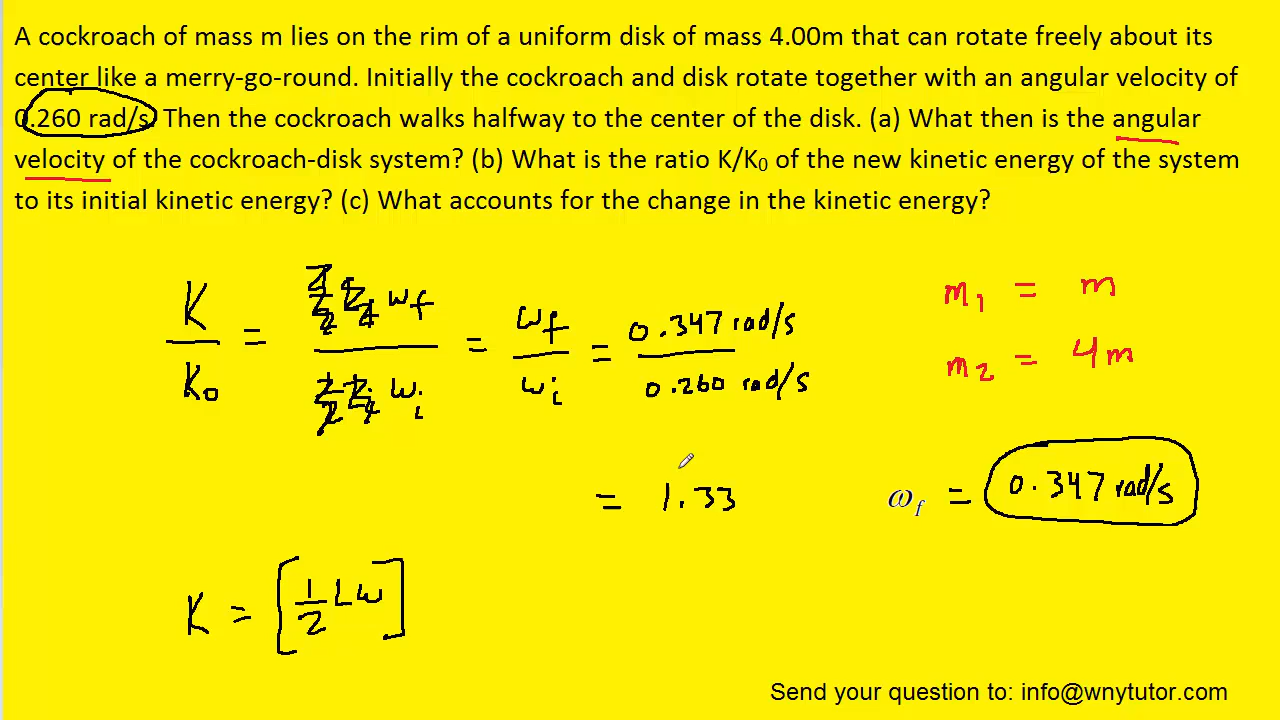 A cockroach of mass m lies on the rim of a uniform disk of mass 4.00m that can rotate freely about its
center like a merry-go-round. Initially the cockroach and disk rotate together with an angular velocity of
0.260 rad/s. Then the cockroach walks halfway to the center of the disk. (a) What then is the angular
velocity of the cockroach-disk system? (b) What is the ratio K/K₀ of the new kinetic energy of the system
to its initial kinetic energy? (c) What accounts for the change in the kinetic energy?
K/K₀ = ωf / ωi = ωf/ωi = 0.347 rad/s / 0.260 rad/s
m₁ = m
m₂ = 4m
= 1.33
ωf = 0.347 rad/s
K = [1/2 Lω]
Send your question to: info@wnytutor.com